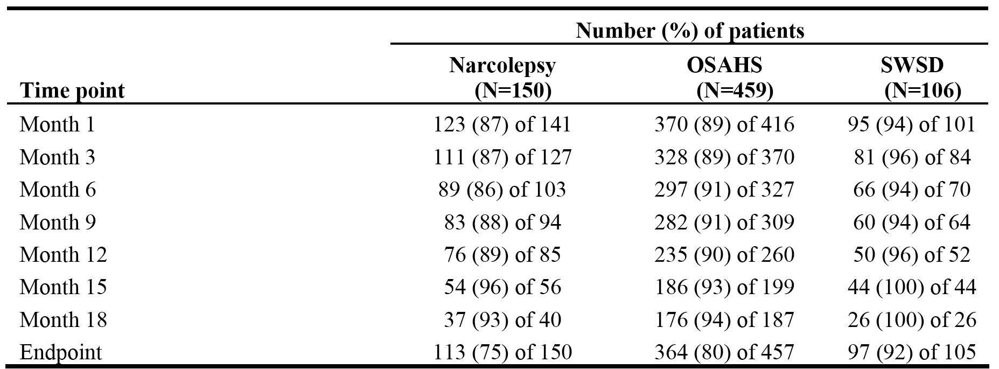 Number (%) of patients
Narcolepsy OSAHS SWSD
Time point (N=150) (N=459) (N=106)
Month 1 123 (87) of 141 370 (89) of 416 95 (94) of 101
Month 3 111 (87) of 127 328 (89) of 370 81 (96) of 84
Month 6 89 (86) of 103 297 (91) of 327 66 (94) of 70
Month 9 83 (88) of 94 282 (91) of 309 60 (94) of 64
Month 12 76 (89) of 85 235 (90) of 260 50 (96) of 52
Month 15 54 (96) of 56 186 (93) of 199 44 (100) of 44
Month 18 37 (93) of 40 176 (94) of 187 26 (100) of 26
Endpoint 113 (75) of 150 364 (80) of 457 97 (92) of 105